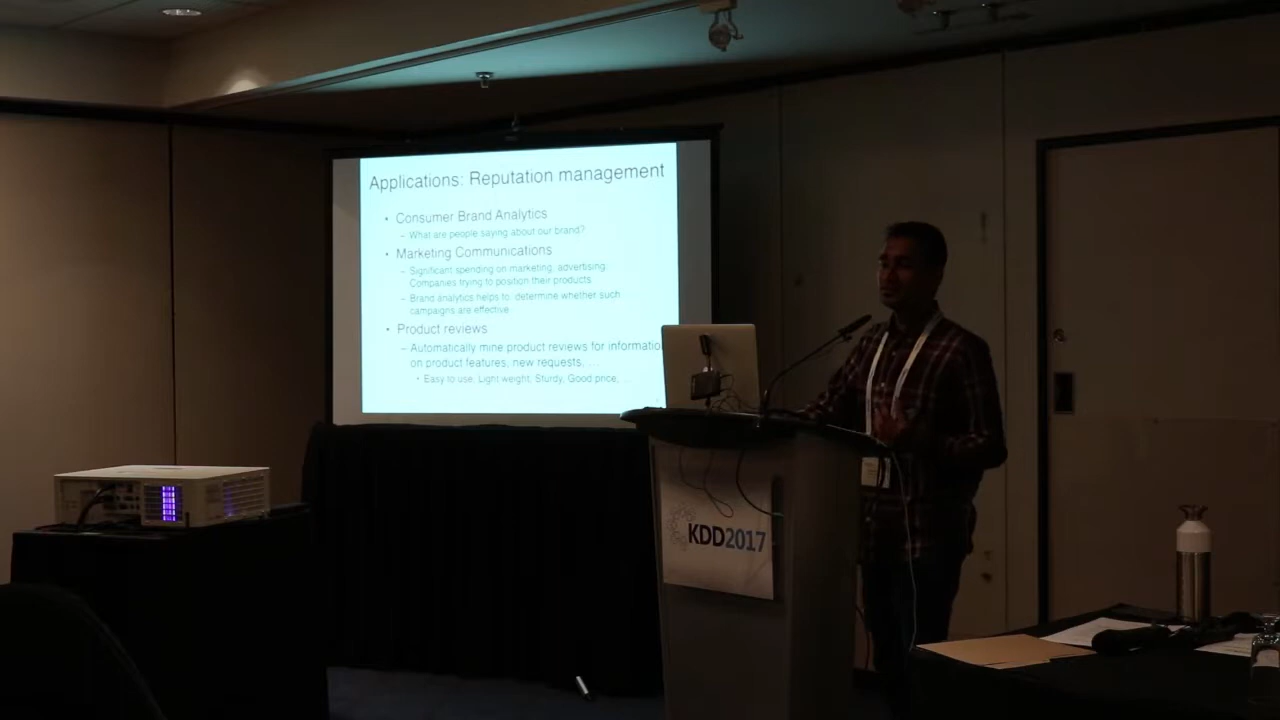 Applications: Reputation management
• Consumer Brand Analytics
– What are people saying about our brand?
• Marketing Communications
– Significant spending on marketing, advertising
Companies trying to position their products
– Brand analytics helps to determine whether such
campaigns are effective
• Product reviews
– Automatically mine product reviews for informatio
on product features, new requests, …
• Easy to use, Light weight, Sturdy, Good price, …
KDD2017